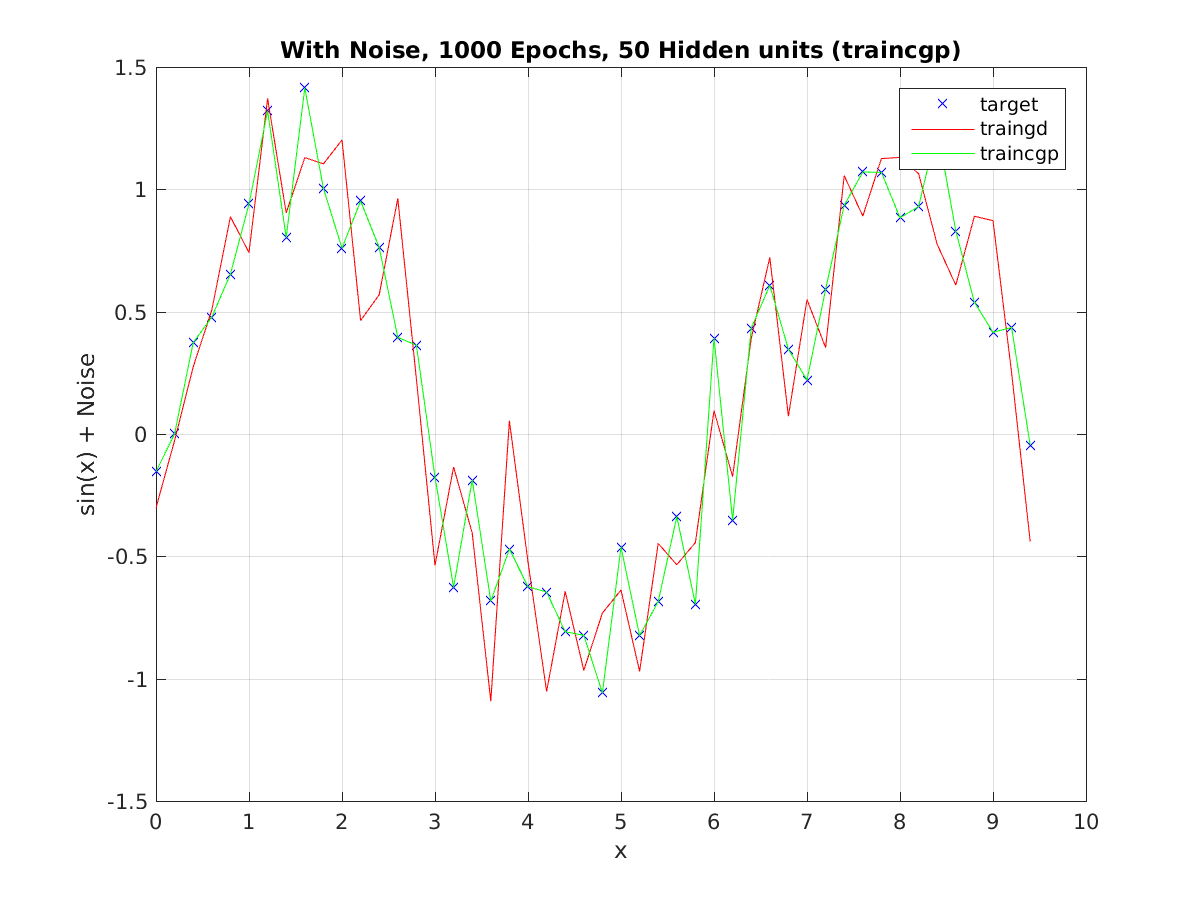 With Noise, 1000 Epochs, 50 Hidden units (traincgp)
target
traingd
traincgp
1.5
1
0.5
0
-0.5
-1
-1.5
sin(x) + Noise
0 1 2 3 4 5 6 7 8 9 10
x